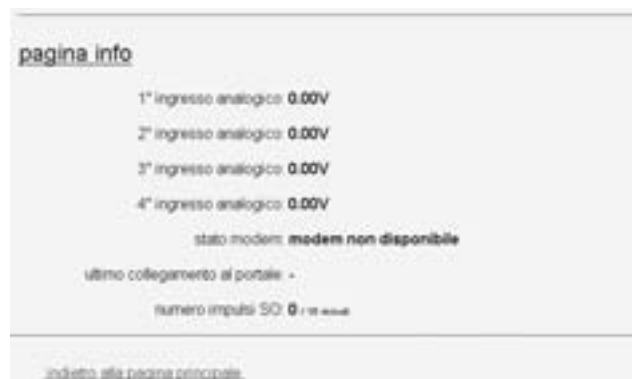 pagina info
1° ingresso analogico: 0.00V
2° ingresso analogico: 0.00V
3° ingresso analogico: 0.00V
4° ingresso analogico: 0.00V
stato modem: modem non disponibile
ultimo collegamento al portale: -
numero impulsi S0: 0
indietro alla pagina principale